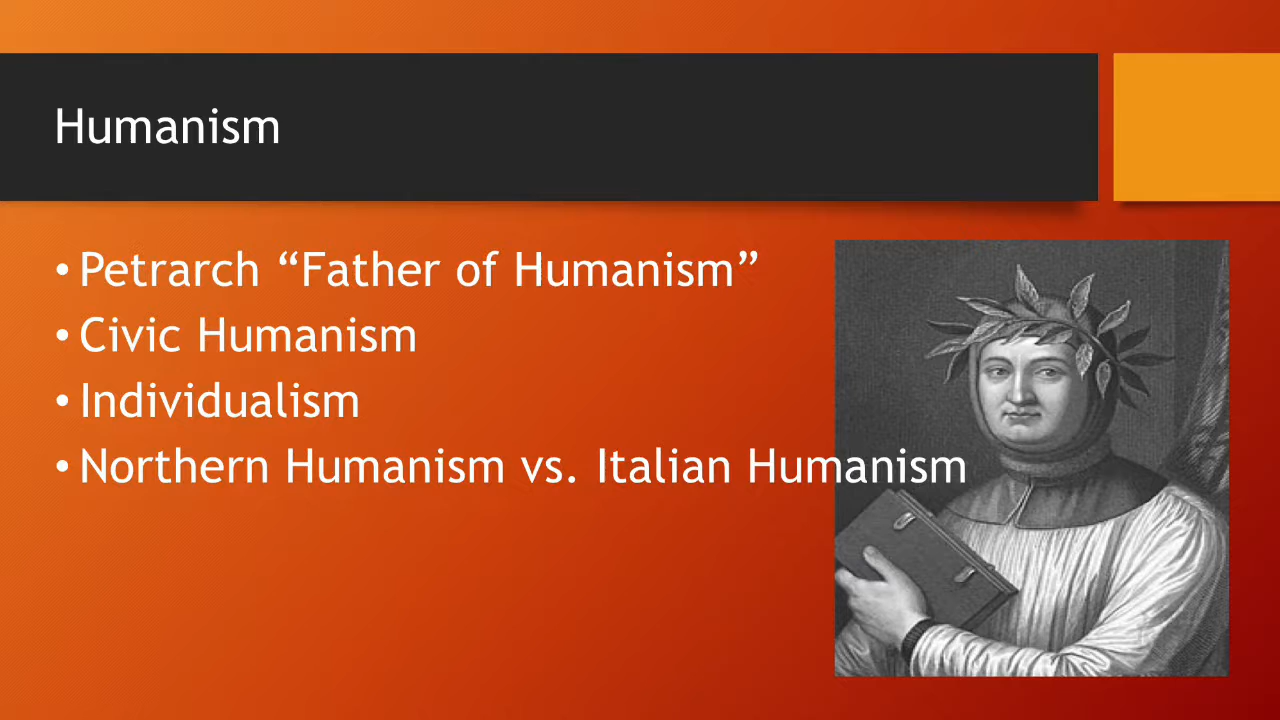 Humanism
• Petrarch “Father of Humanism”
• Civic Humanism
• Individualism
• Northern Humanism vs. Italian Humanism